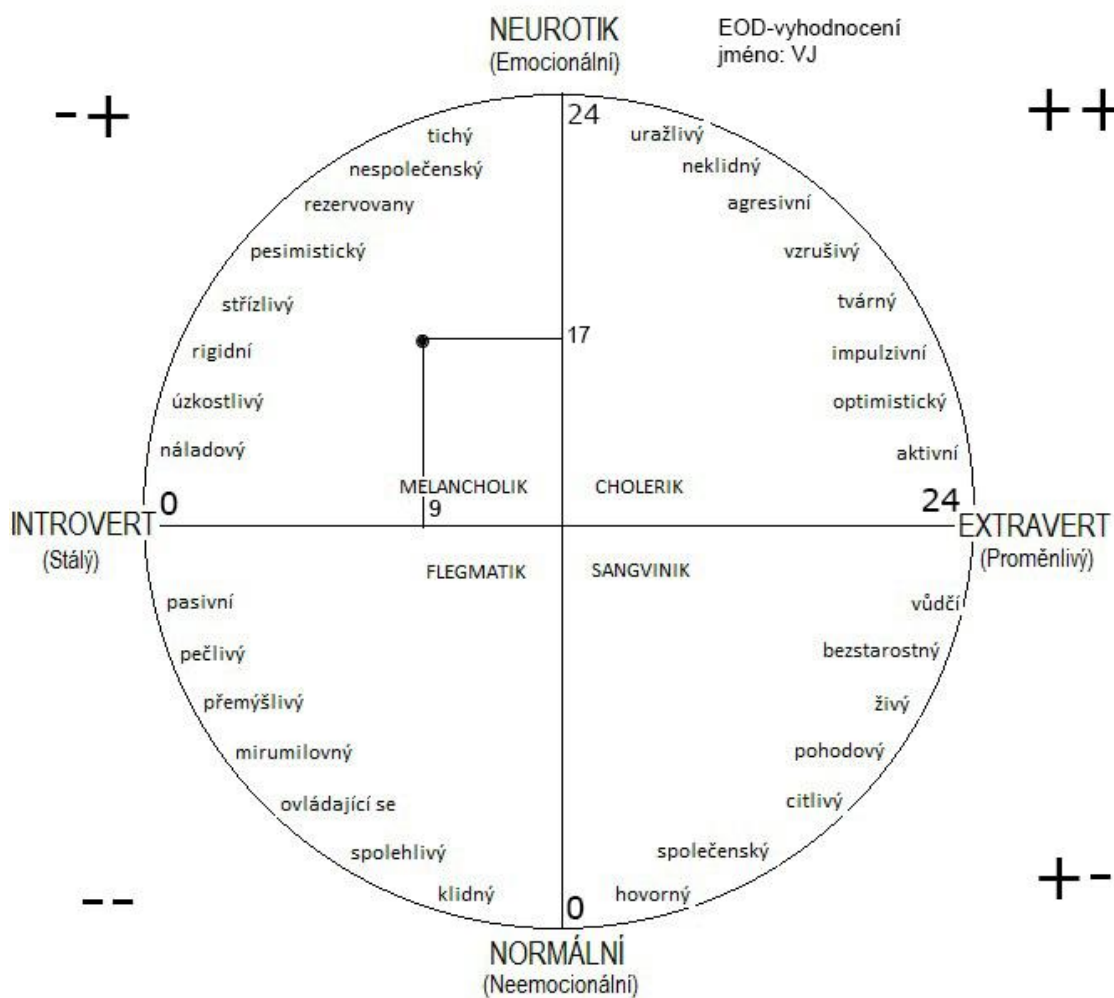 NEUROTIK
(Emocionální)
EOD-vyhodnocení
jméno: VJ
-+
++
24
tichý
uražlivý
nespolečenský
neklidný
rezervovany
agresivní
pesimistický
vzrušivý
střízlivý
tvárný
17
rigidní
impulzivní
úzkostlivý
optimistický
náladový
aktivní
MELANCHOLIK
CHOLERIK
0
9
24
INTROVERT
(Stálý)
EXTRAVERT
(Proměnlivý)
FLEGMATIK
SANGVINIK
pasivní
vůdčí
pečlivý
bezstarostný
přemýšlivý
živý
mirumilovný
pohodový
ovládající se
citlivý
spolehlivý
společenský
klidný
hovorný
--
+-
0
NORMÁLNÍ
(Neemocionální)